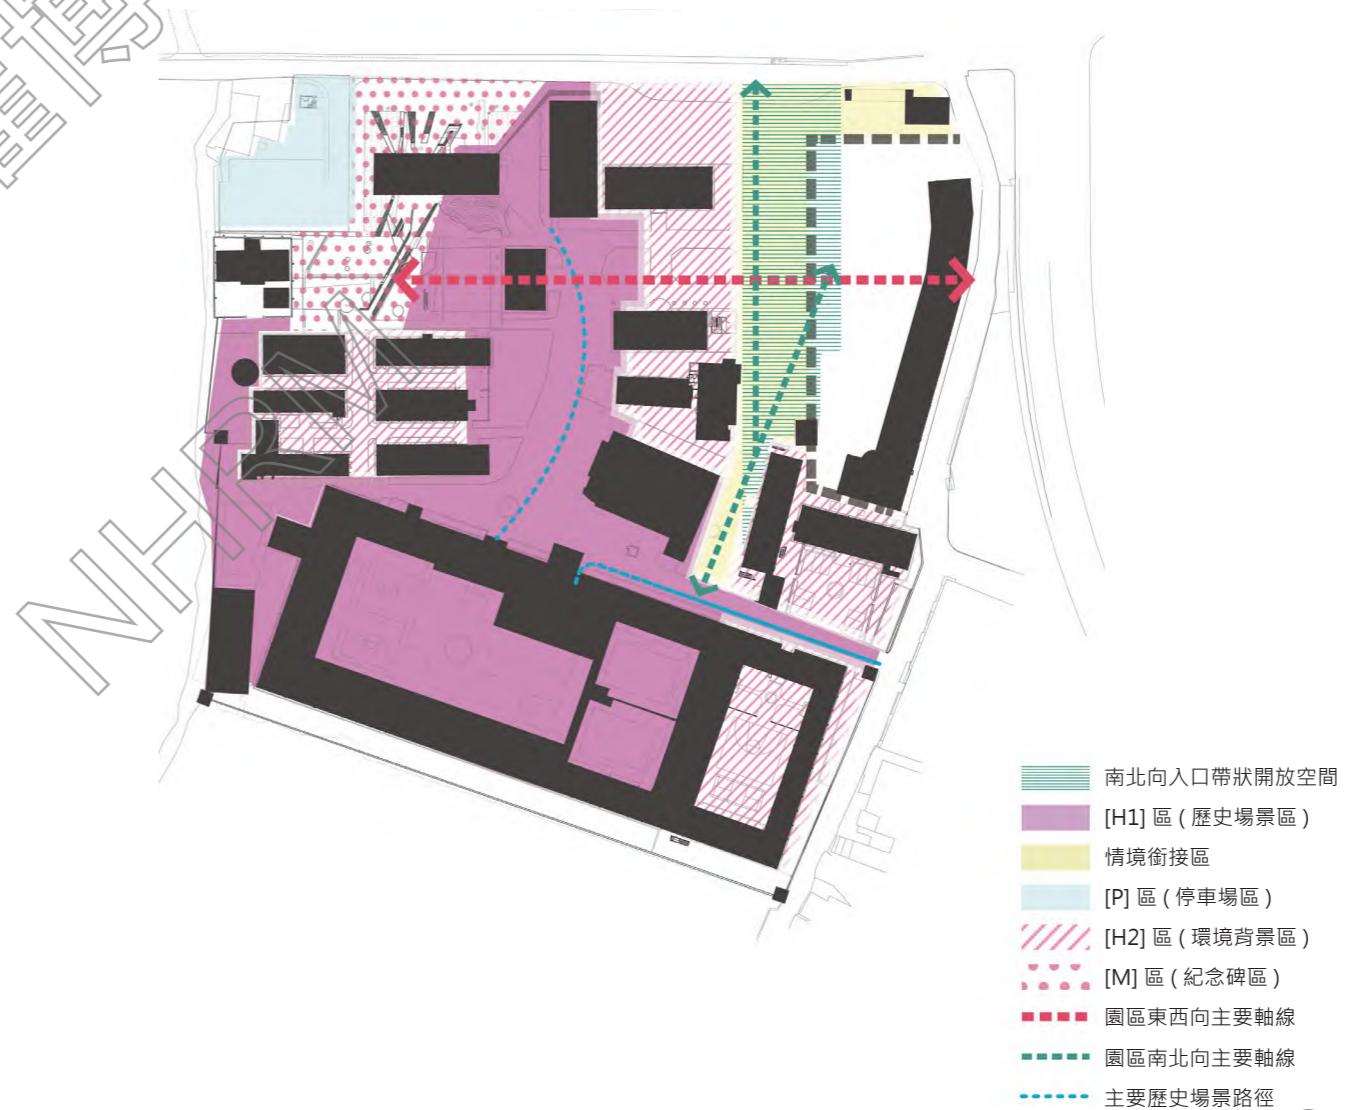 NHRM
南北向入口帶狀開放空間
[H1] 區 ( 歷史場景區 )
情境銜接區
[P] 區 ( 停車場區 )
[H2] 區 ( 環境背景區 )
[M] 區 ( 紀念碑區 )
園區東西向主要軸線
園區南北向主要軸線
主要歷史場景路徑